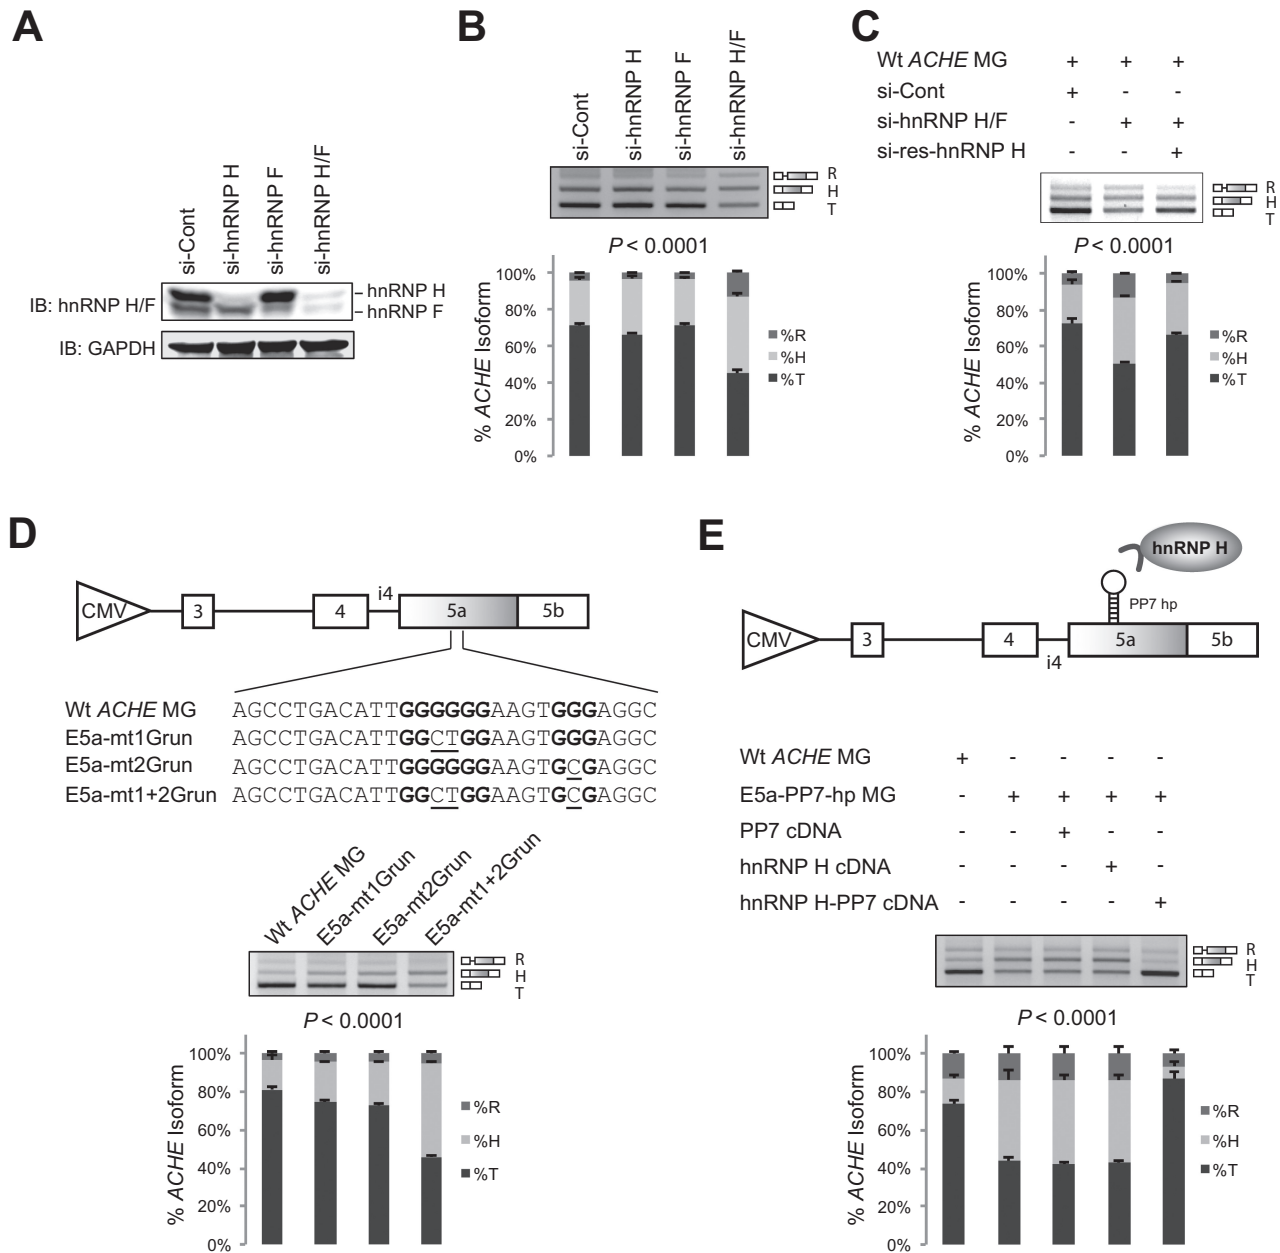 A
si-Cont
si-hnRNP H
si-hnRNP F
si-hnRNP H/F
IB: hnRNP H/F
hnRNP H
hnRNP F
IB: GAPDH
B
si-Cont
si-hnRNP H
si-hnRNP F
si-hnRNP H/F
R
H
T
P < 0.0001
% ACHE Isoform
100%
80%
60%
40%
20%
0%
%R
%H
%T
C
Wt ACHE MG + + +
si-Cont + - -
si-hnRNP H/F - + +
si-res-hnRNP H - - +
R
H
T
P < 0.0001
% ACHE Isoform
100%
80%
60%
40%
20%
0%
%R
%H
%T
D
CMV 3 4 i4 5a 5b
Wt ACHE MG AGCCTGACATTGGGGGGAAGTGGGAGGC
E5a-mt1Grun AGCCTGACATTGGCTGGAAGTGGGAGGC
E5a-mt2Grun AGCCTGACATTGGGGGGAAGTGCGAGGC
E5a-mt1+2Grun AGCCTGACATTGGCTGGAAGTGCGAGGC
Wt ACHE MG
E5a-mt1Grun
E5a-mt2Grun
E5a-mt1+2Grun
R
H
T
P < 0.0001
% ACHE Isoform
100%
80%
60%
40%
20%
0%
%R
%H
%T
E
hnRNP H
PP7 hp
CMV 3 4 i4 5a 5b
Wt ACHE MG + - - - -
E5a-PP7-hp MG - + + + +
PP7 cDNA - - + - -
hnRNP H cDNA - - - + -
hnRNP H-PP7 cDNA - - - - +
R
H
T
P < 0.0001
% ACHE Isoform
100%
80%
60%
40%
20%
0%
%R
%H
%T